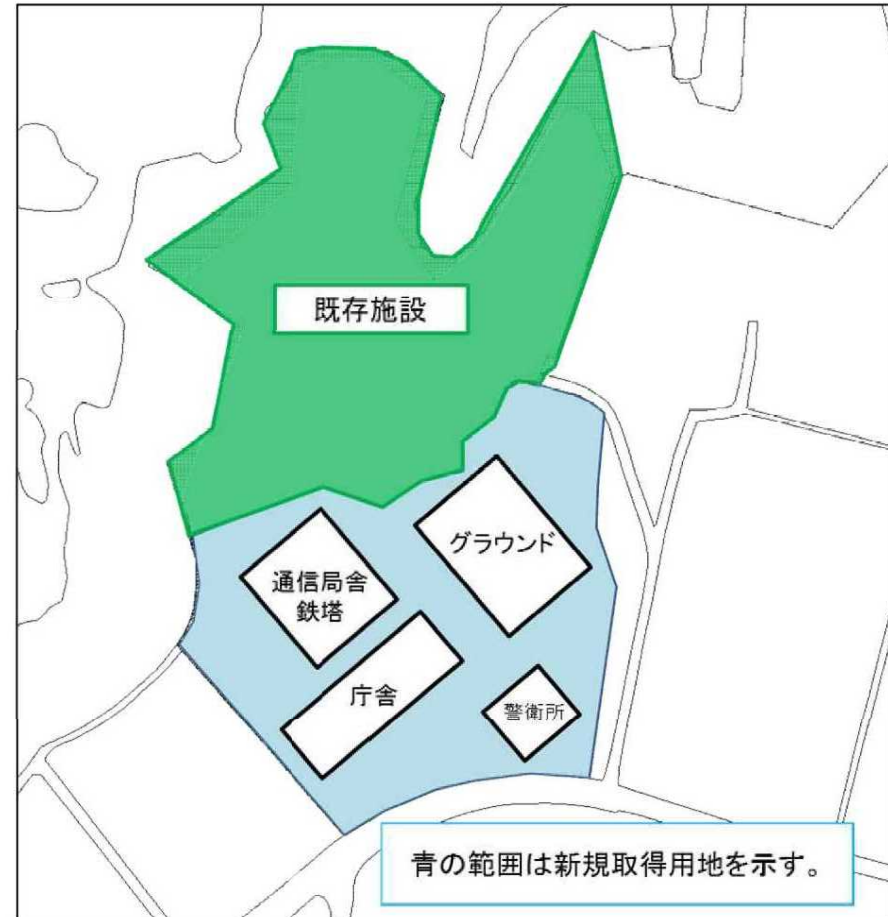 既存施設
グラウンド
通信局舎
鉄塔
庁舎
警衛所
青の範囲は新規取得用地を示す。